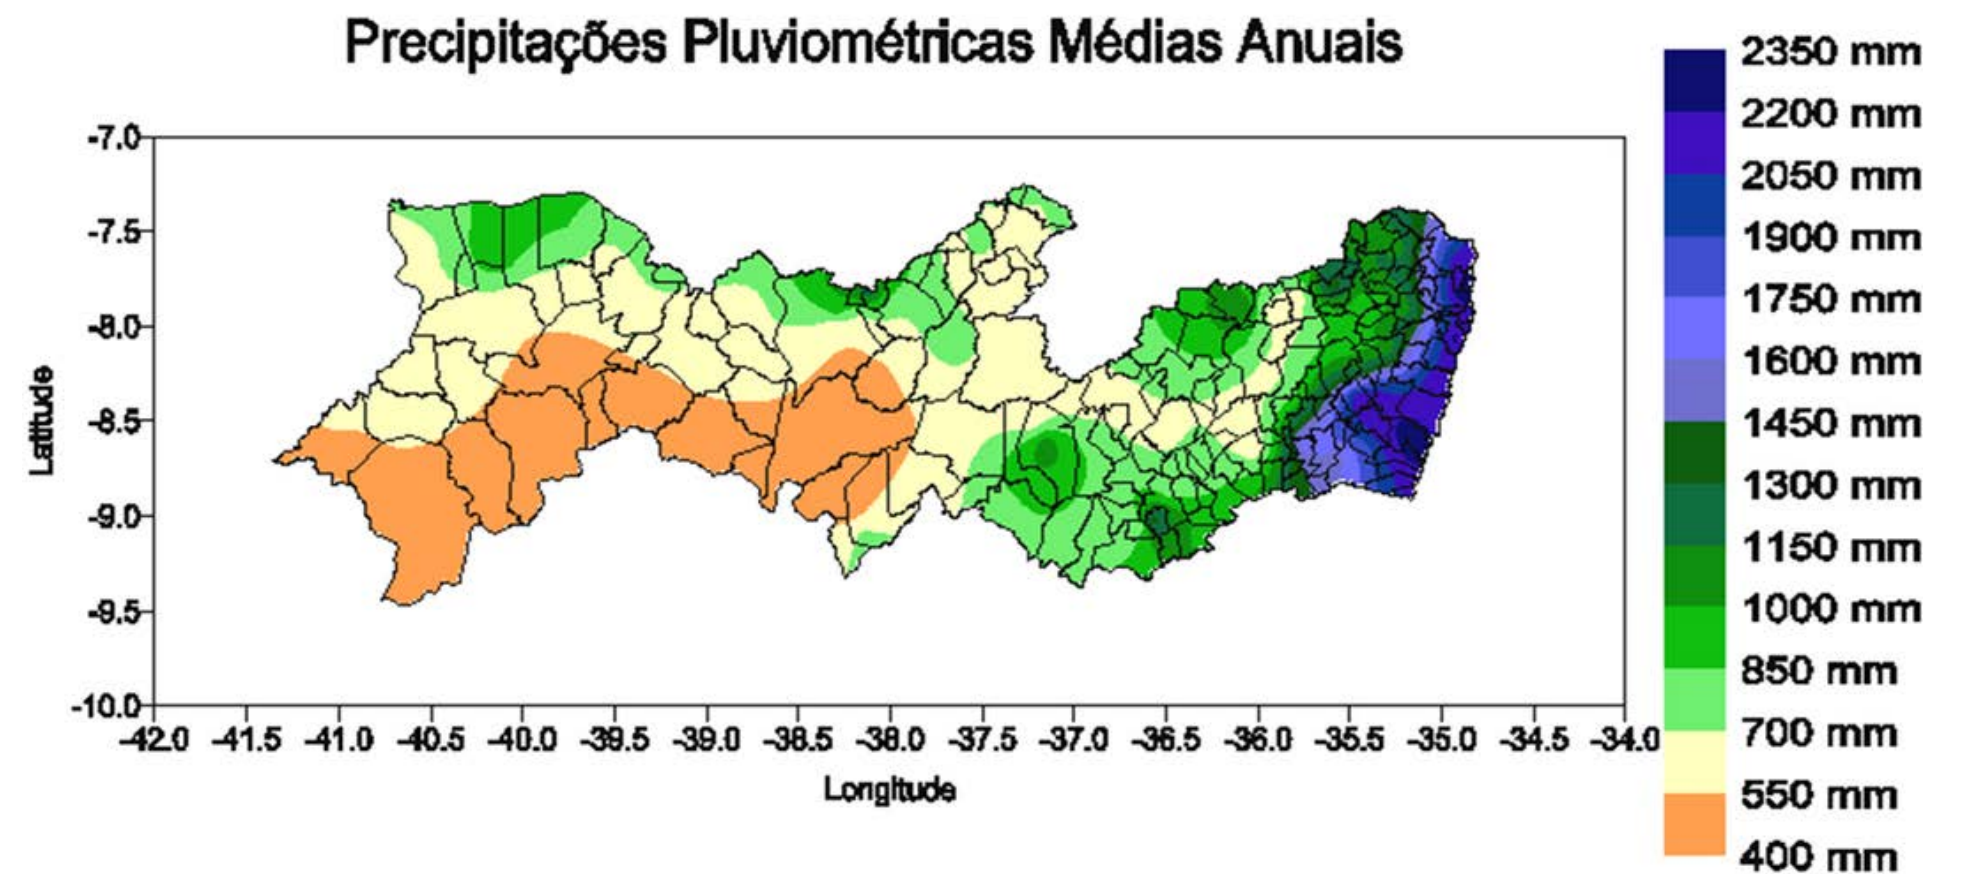 Precipitações Pluviométricas Médias Anuais
2350 mm
2200 mm
2050 mm
1900 mm
1750 mm
1600 mm
1450 mm
1300 mm
1150 mm
1000 mm
850 mm
700 mm
550 mm
400 mm
-7.0
-7.5
-8.0
-8.5
-9.0
-9.5
-10.0
Latitude
-42.0 -41.5 -41.0 -40.5 -40.0 -39.5 -39.0 -38.5 -38.0 -37.5 -37.0 -36.5 -36.0 -35.5 -35.0 -34.5 -34.0
Longitude